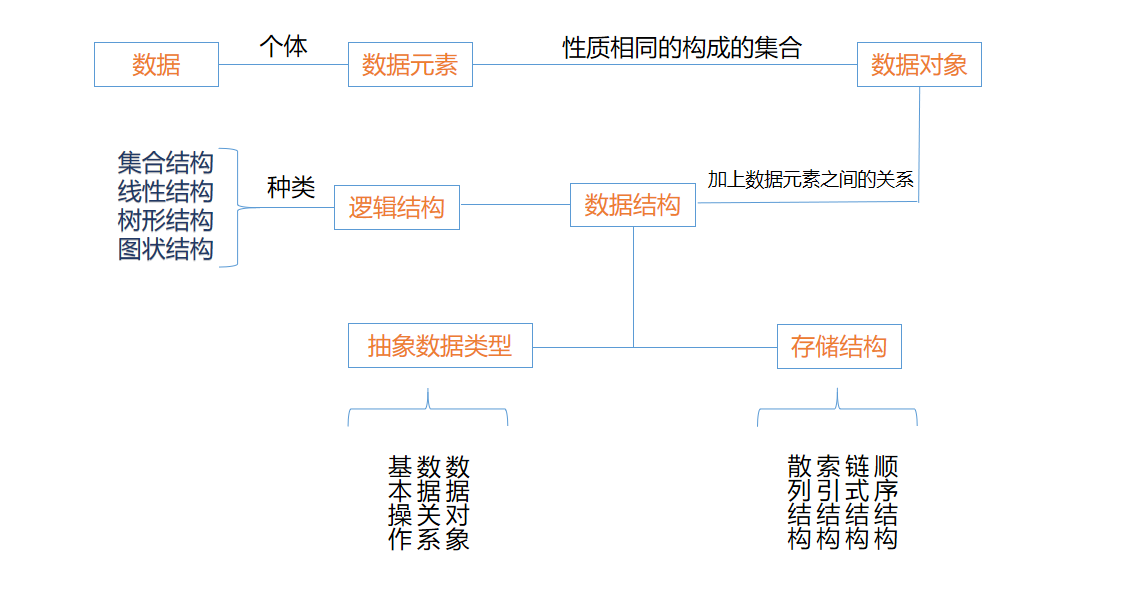 数据
个体
数据元素
性质相同的构成的集合
数据对象
集合结构
线性结构
树形结构
图状结构
种类
逻辑结构
数据结构
加上数据元素之间的关系
抽象数据类型
存储结构
数据对象
数据关系
基本操作
顺序结构
链式结构
索引结构
散列结构